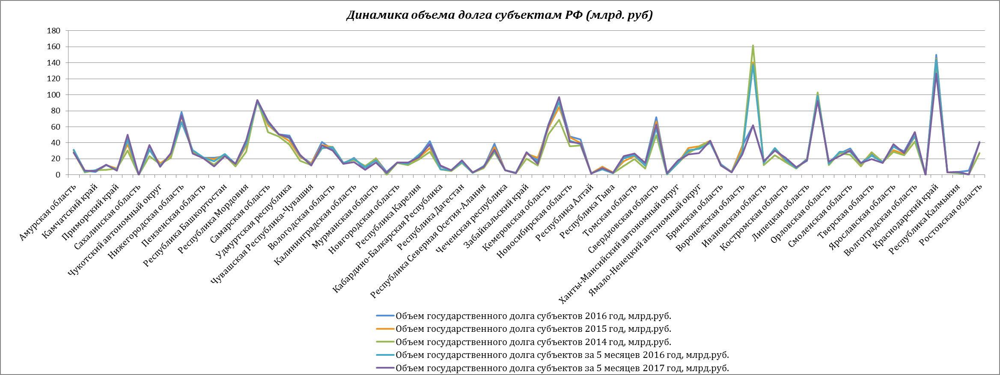 Динамика объема долга субъектам РФ (млрд. руб)
180
160
140
120
100
80
60
40
20
0
Амурская область
Камчатский край
Приморский край
Сахалинская область
Чукотский автономный округ
Нижегородская область
Пензенская область
Республика Башкортостан
Республика Мордовия
Самарская область
Удмуртская республика
Чувашская Республика-Чувашия
Вологодская область
Калининградская область
Мурманская область
Новгородская область
Республика Карелия
Кабардино-Балкарская Республика
Республика Дагестан
Республика Северная Осетия-Алания
Чеченская республика
Забайкальский край
Кемеровская область
Новосибирская область
Республика Алтай
Республика Тыва
Томская область
Свердловская область
Ханты-Мансийский автономный округ
Ямало-Ненецкий автономный округ
Брянская область
Воронежская область
Ивановская область
Костромская область
Липецкая область
Орловская область
Смоленская область
Тверская область
Ярославская область
Волгоградская область
Краснодарский край
Республика Калмыкия
Ростовская область
Объем государственного долга субъектов 2016 год, млрд.руб.
Объем государственного долга субъектов 2015 год, млрд.руб.
Объем государственного долга субъектов 2014 год, млрд.руб.
Объем государственного долга субъектов за 5 месяцев 2016 год, млрд.руб.
Объем государственного долга субъектов за 5 месяцев 2017 год, млрд.руб.